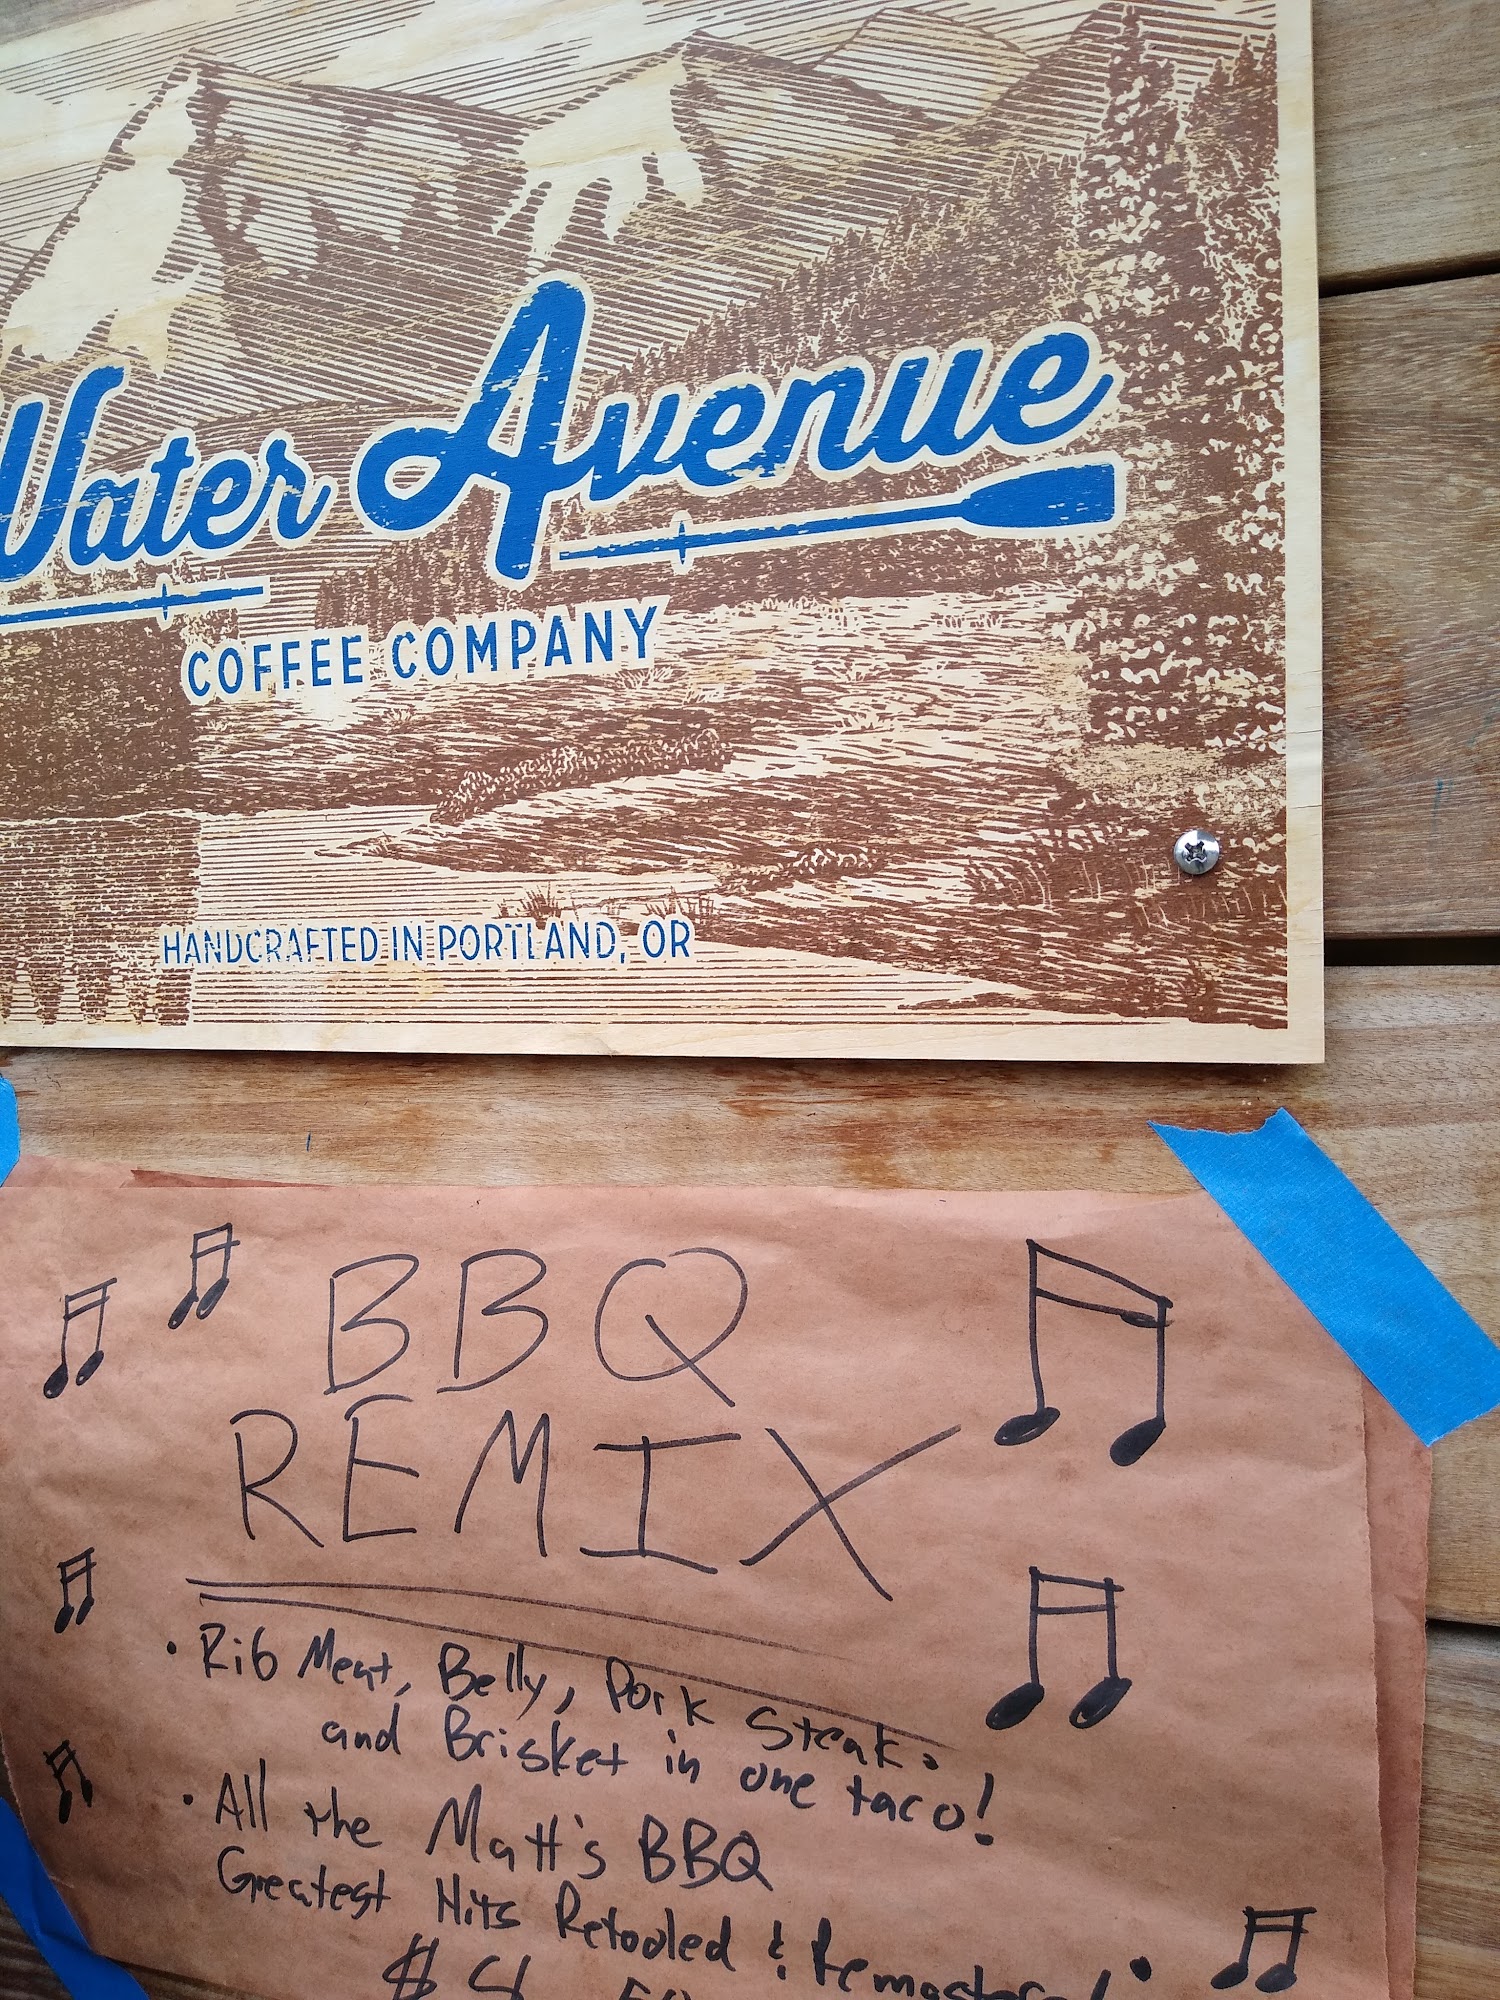 Water Avenue
COFFEE COMPANY
HANDCRAFTED IN PORTLAND, OR
BBQ
REMIX
• Rib Meat, Belly, Pork Steak
and Brisket in one taco!
• All the Matt's BBQ
Greatest Hits Retooled & Remastered!
$